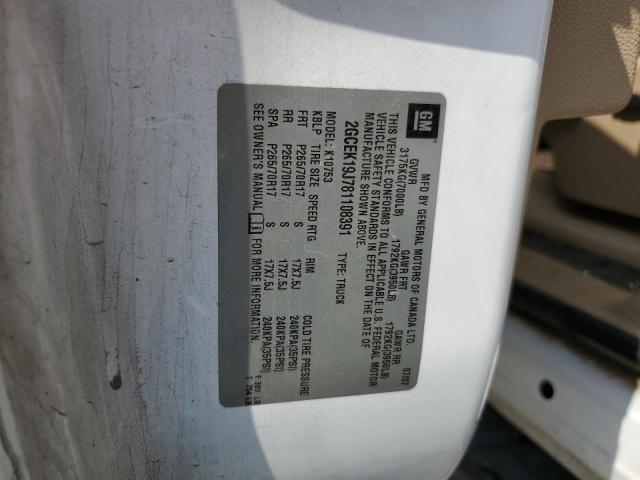 GM
MFD BY GENERAL MOTORS OF CANADA LTD. 07/07
GVWR GAWR FRT GAWR RR
3175KG(7000LB) 1792KG(3950LB) 1792KG(3950LB)
THIS VEHICLE CONFORMS TO ALL APPLICABLE U.S. FEDERAL MOTOR
VEHICLE SAFETY STANDARDS IN EFFECT ON THE DATE OF
MANUFACTURE SHOWN ABOVE.
2GCEK19J781108391 TYPE: TRUCK
MODEL: K10753
KBLP TIRE SIZE SPEED RTG RIM COLD TIRE PRESSURE
FRT P265/70R17 S 17X7.5J 240KPA(35PSI)
RR P265/70R17 S 17X7.5J 240KPA(35PSI)
SPA P265/70R17 S 17X7.5J 240KPA(35PSI)
SEE OWNER'S MANUAL FOR MORE INFORMATION